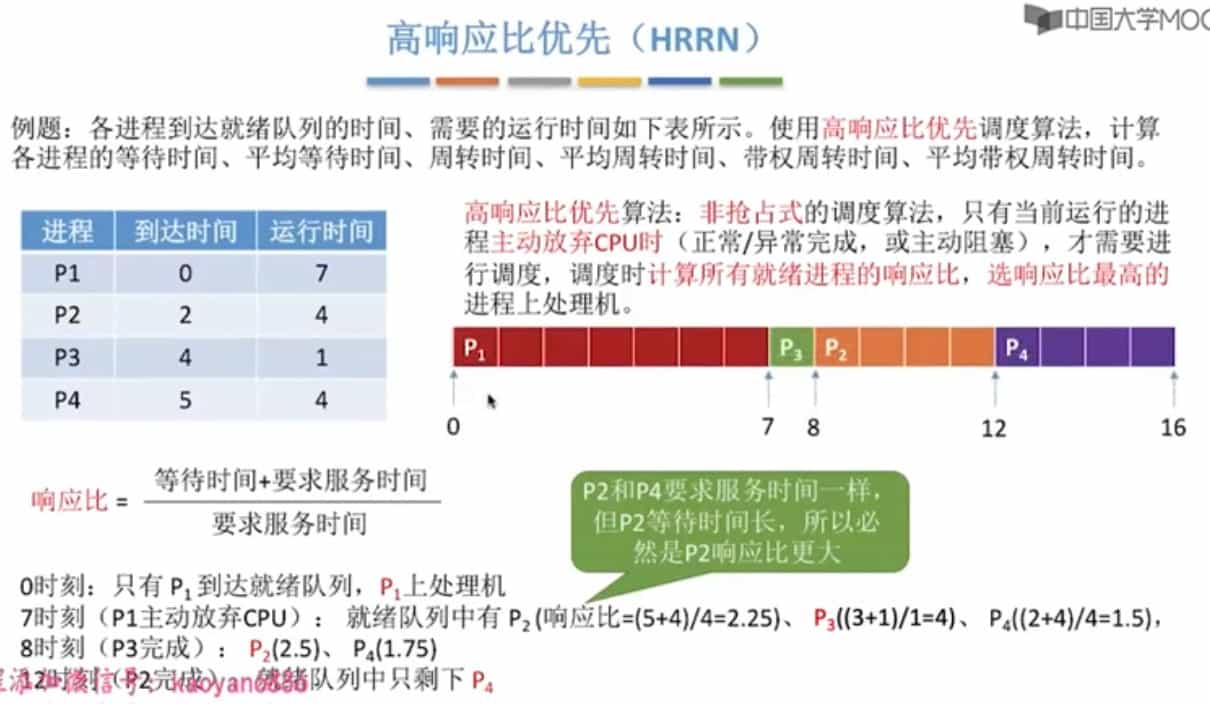 中国大学MOO
高响应比优先（HRRN）
例题：各进程到达就绪队列的时间、需要的运行时间如下表所示。使用高响应比优先调度算法，计算
各进程的等待时间、平均等待时间、周转时间、平均周转时间、带权周转时间、平均带权周转时间。
进程 到达时间 运行时间
P1 0 7
P2 2 4
P3 4 1
P4 5 4
高响应比优先算法：非抢占式的调度算法，只有当前运行的进
程主动放弃CPU时（正常/异常完成，或主动阻塞），才需要进
行调度，调度时计算所有就绪进程的响应比，选响应比最高的
进程上处理机。
P₁ P₃ P₂ P₄
0 7 8 12 16
响应比 =
等待时间+要求服务时间
要求服务时间
P2和P4要求服务时间一样，
但P2等待时间长，所以必
然是P2响应比更大
0时刻：只有 P₁ 到达就绪队列，P₁上处理机
7时刻（P1主动放弃CPU）： 就绪队列中有 P₂ (响应比=(5+4)/4=2.25)、 P₃((3+1)/1=4)、 P₄((2+4)/4=1.5)，
8时刻（P3完成）： P₂(2.5)、 P₄(1.75)
12时刻（P2完成）：就绪队列中只剩下 P₄